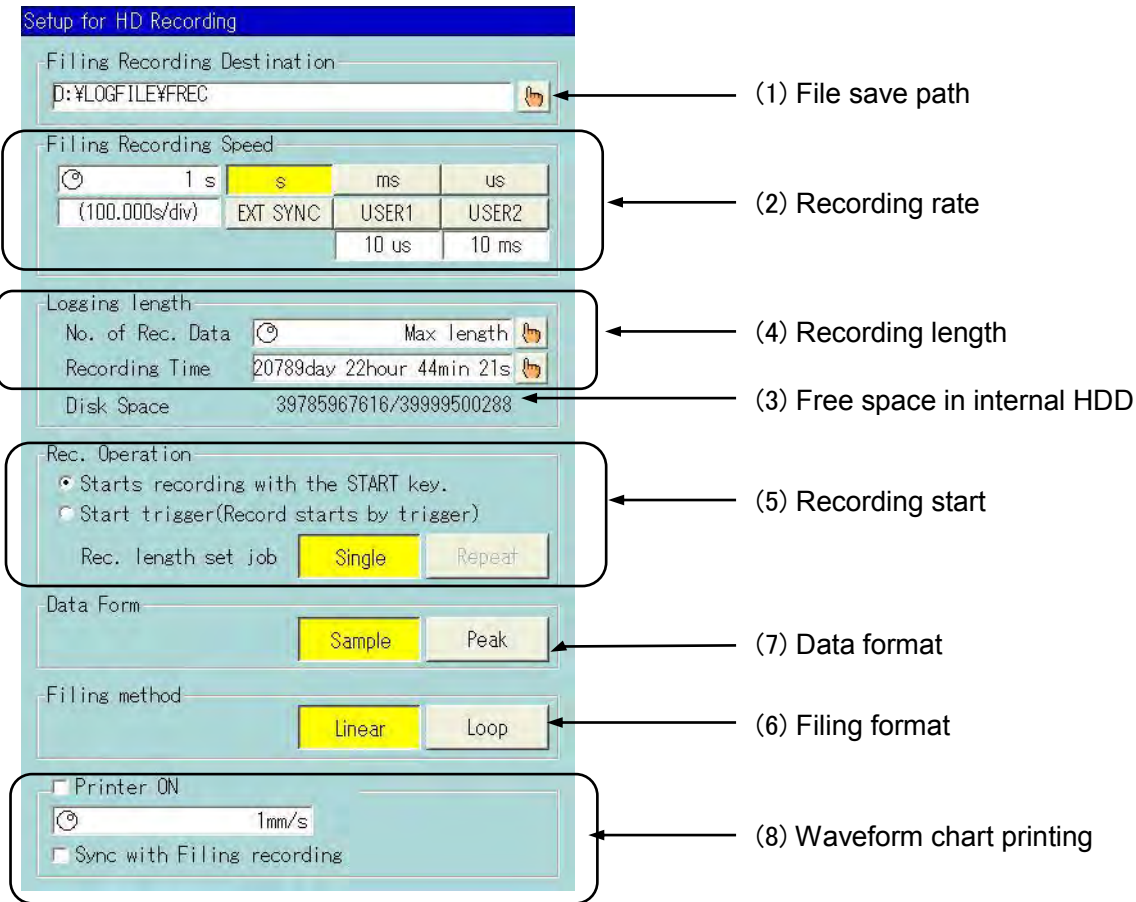 Setup for HD Recording
Filing Recording Destination
D:¥LOGFILE¥FREC
(1) File save path
Filing Recording Speed
1 s
s
ms
us
(100.000s/div)
EXT SYNC
USER1
USER2
10 us
10 ms
(2) Recording rate
Logging length
No. of Rec. Data
Max length
Recording Time
20789day 22hour 44min 21s
(4) Recording length
Disk Space
39785967616/39999500288
(3) Free space in internal HDD
Rec. Operation
Starts recording with the START key.
Start trigger(Record starts by trigger)
Rec. length set job
Single
Repeat
(5) Recording start
Data Form
Sample
Peak
(7) Data format
Filing method
Linear
Loop
(6) Filing format
Printer ON
1mm/s
Sync with Filing recording
(8) Waveform chart printing